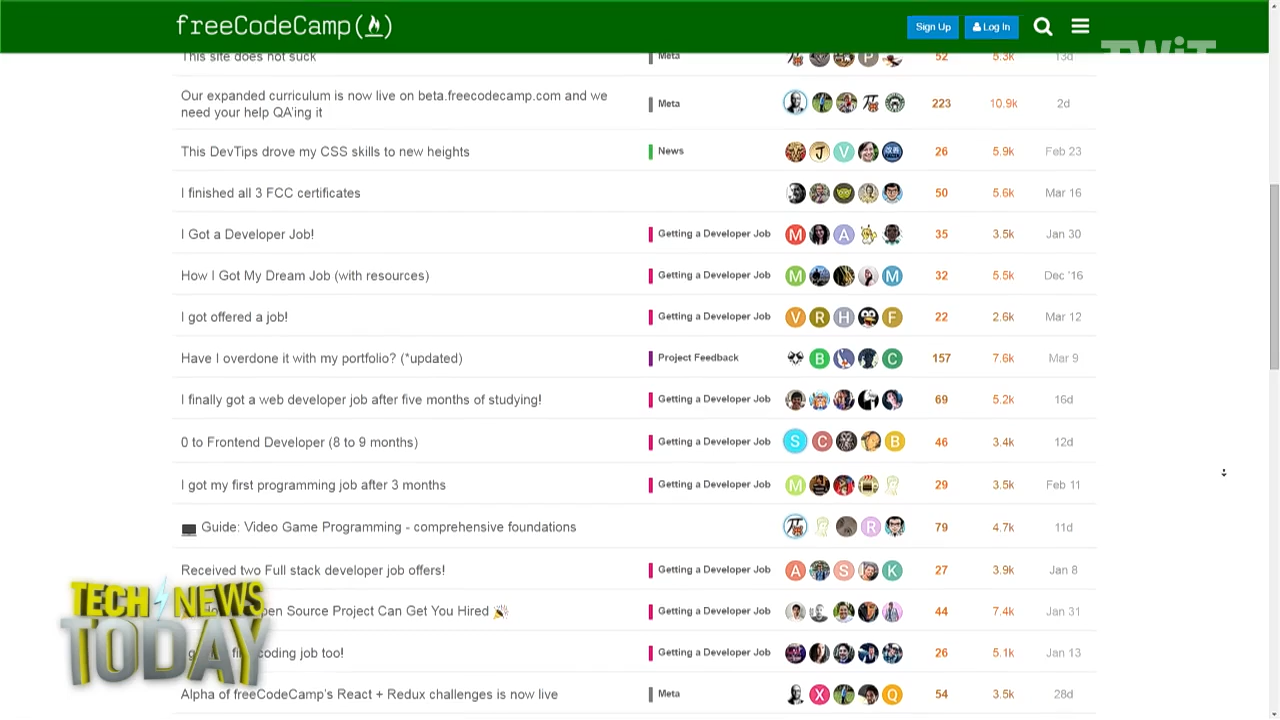 freeCodeCamp
Sign Up
Log In
TWiT
This site does not suck Meta P 52 5.3k 13d
Our expanded curriculum is now live on beta.freecodecamp.com and we
need your help QA'ing it Meta 223 10.9k 2d
This DevTips drove my CSS skills to new heights News J V 改善 26 5.9k Feb 23
I finished all 3 FCC certificates 50 5.6k Mar 16
I Got a Developer Job! Getting a Developer Job M A 35 3.5k Jan 30
How I Got My Dream Job (with resources) Getting a Developer Job M M 32 5.5k Dec '16
I got offered a job! Getting a Developer Job V R H F 22 2.6k Mar 12
Have I overdone it with my portfolio? (*updated) Project Feedback B C 157 7.6k Mar 9
I finally got a web developer job after five months of studying! Getting a Developer Job 69 5.2k 16d
0 to Frontend Developer (8 to 9 months) Getting a Developer Job S C B 46 3.4k 12d
I got my first programming job after 3 months Getting a Developer Job M 29 3.5k Feb 11
Guide: Video Game Programming - comprehensive foundations R 79 4.7k 11d
Received two Full stack developer job offers! Getting a Developer Job A S K 27 3.9k Jan 8
Source Project Can Get You Hired Getting a Developer Job 44 7.4k Jan 31
coding job too! Getting a Developer Job 26 5.1k Jan 13
Alpha of freeCodeCamp's React + Redux challenges is now live Meta X Q 54 3.5k 28d
TECH NEWS
TODAY